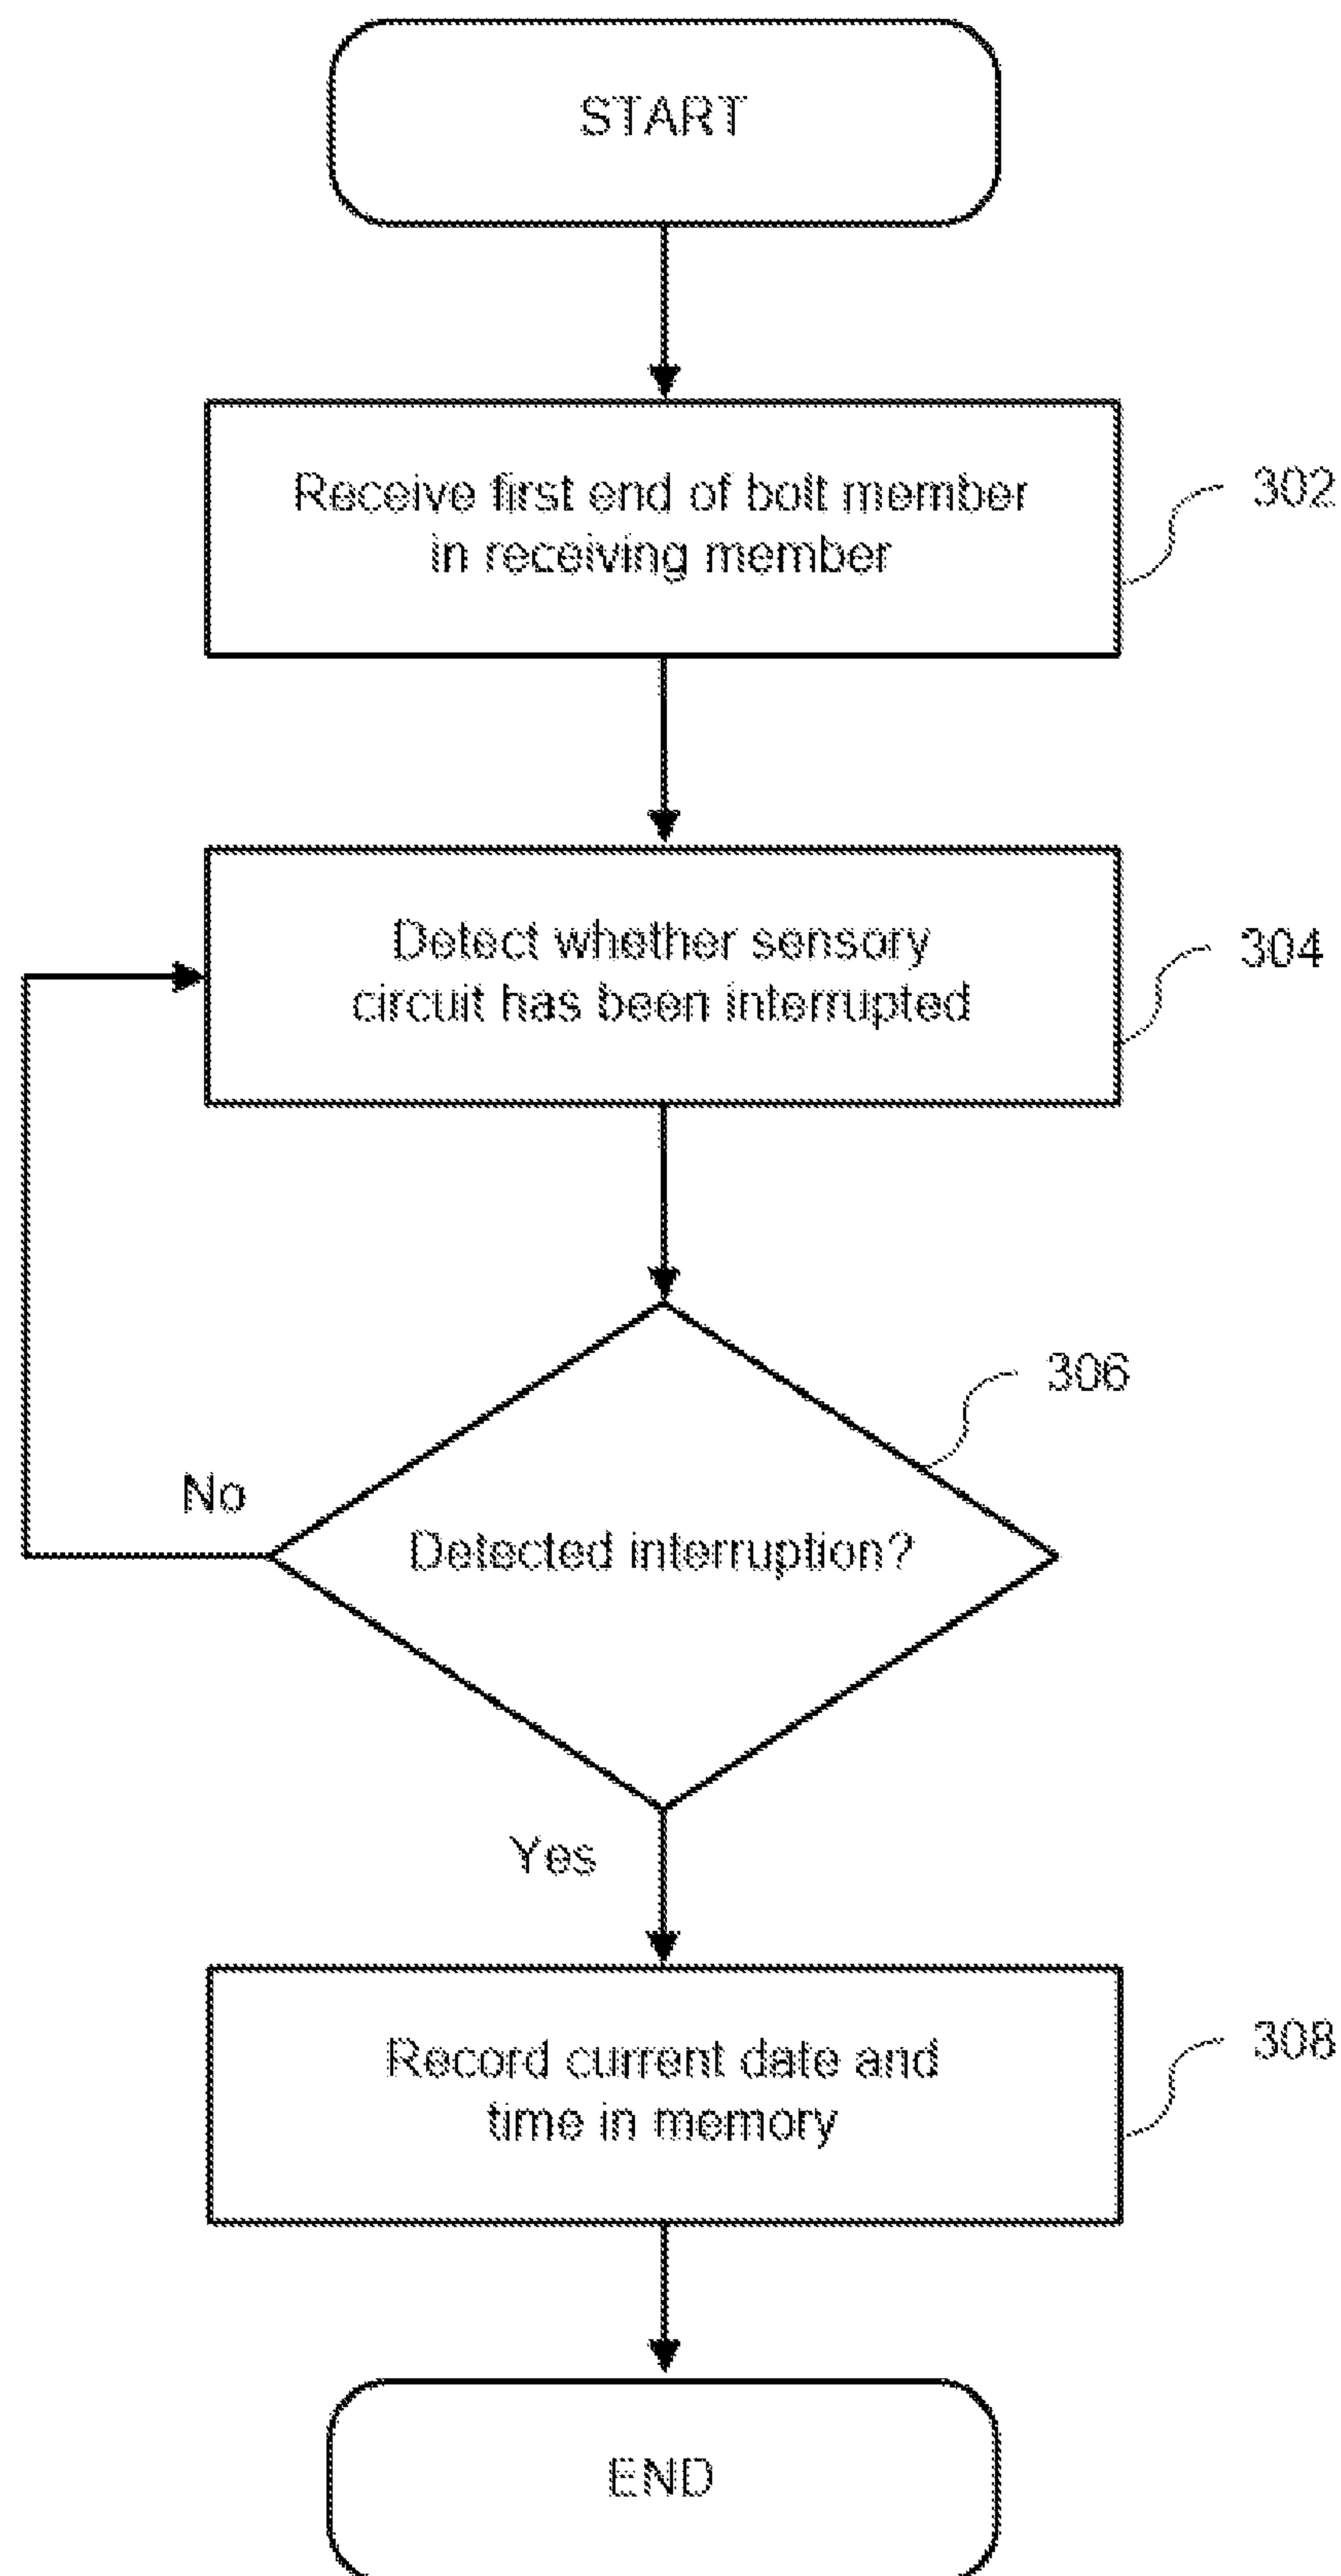 START
Receive first end of bolt member
in receiving member
302
Detect whether sensory
circuit has been interrupted
304
306
No
Detected interruption?
Yes
Record current date and
time in memory
308
END